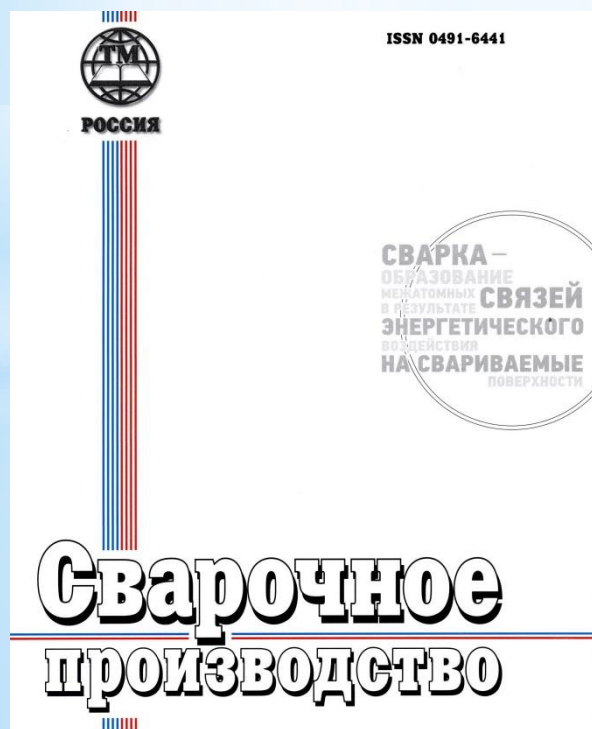 ТМ
РОССИЯ
ISSN 0491-6441
СВАРКА –
ОБРАЗОВАНИЕ
МЕЖАТОМНЫХ СВЯЗЕЙ
В РЕЗУЛЬТАТЕ
ЭНЕРГЕТИЧЕСКОГО
ВОЗДЕЙСТВИЯ
НА СВАРИВАЕМЫЕ
ПОВЕРХНОСТИ
Сварочное
производство